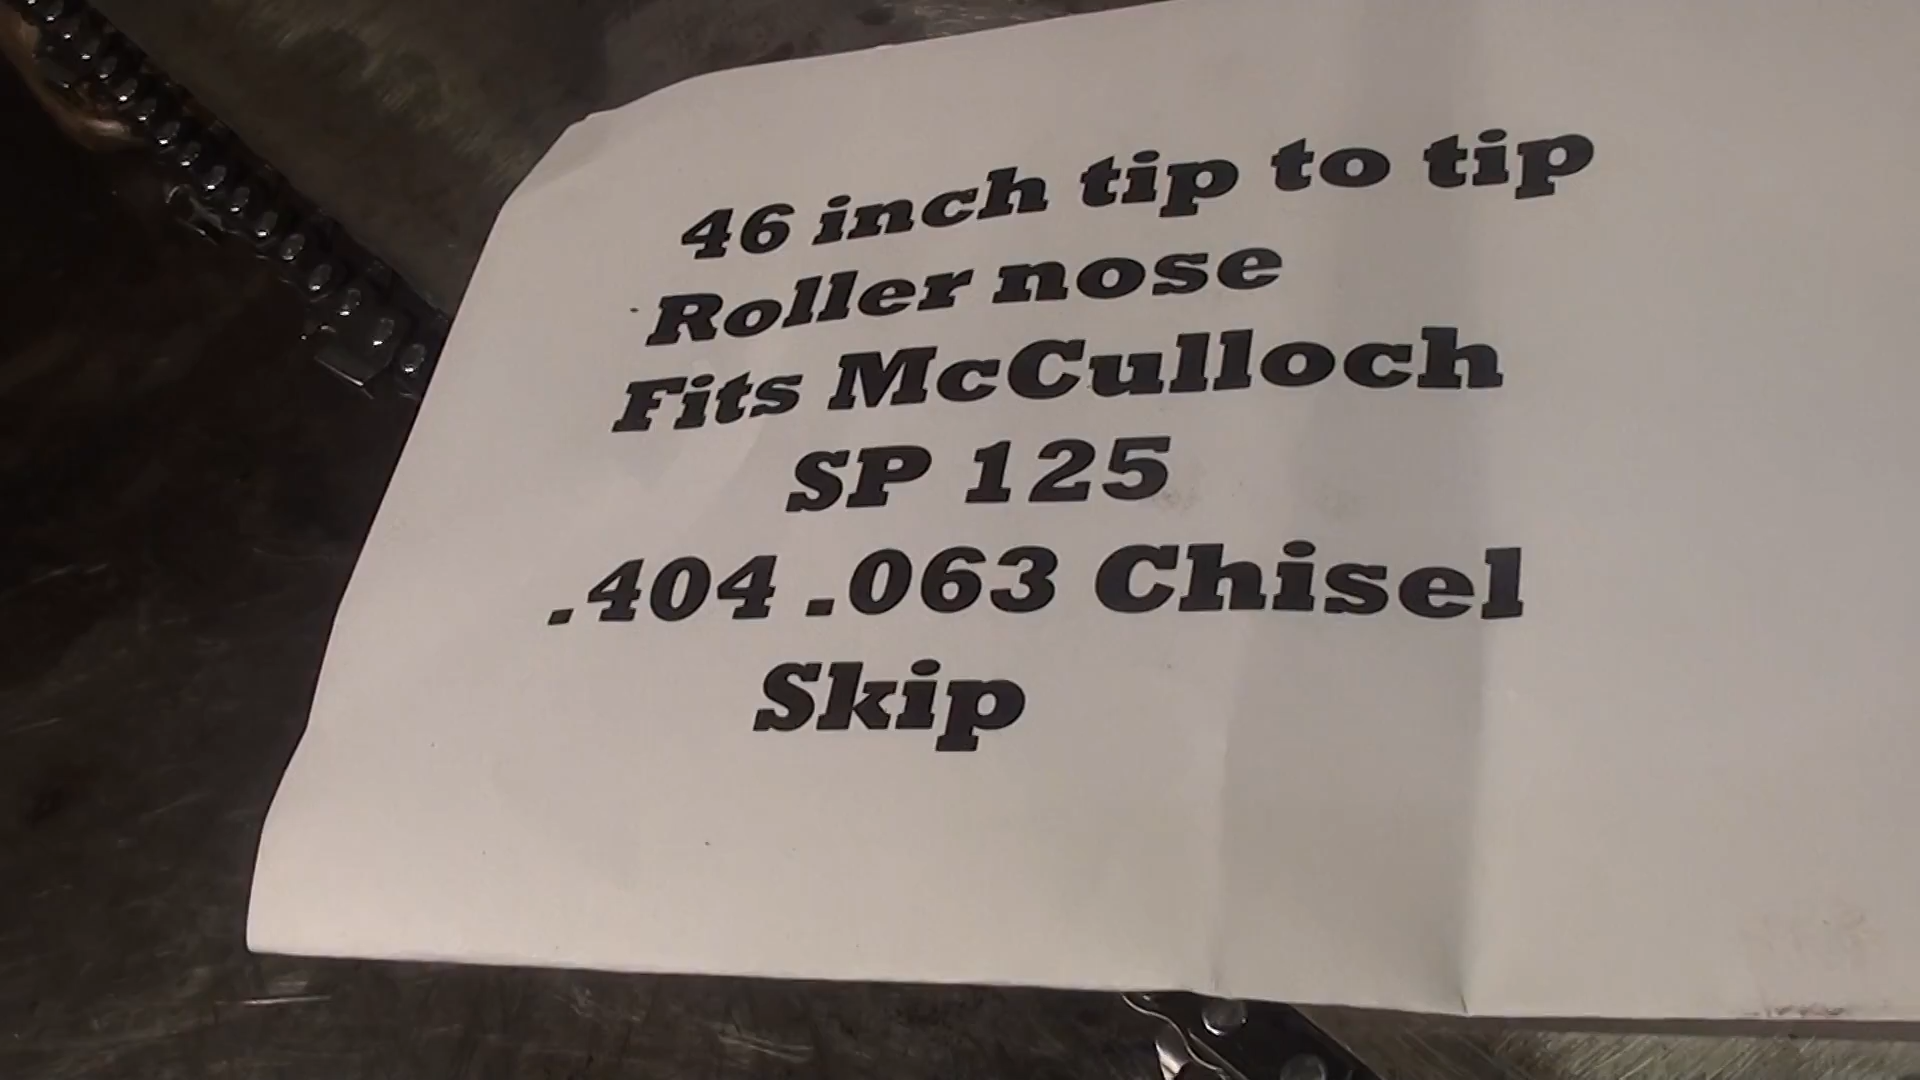 46 inch tip to tip
Roller nose
Fits McCulloch
SP 125
.404 .063 Chisel
Skip